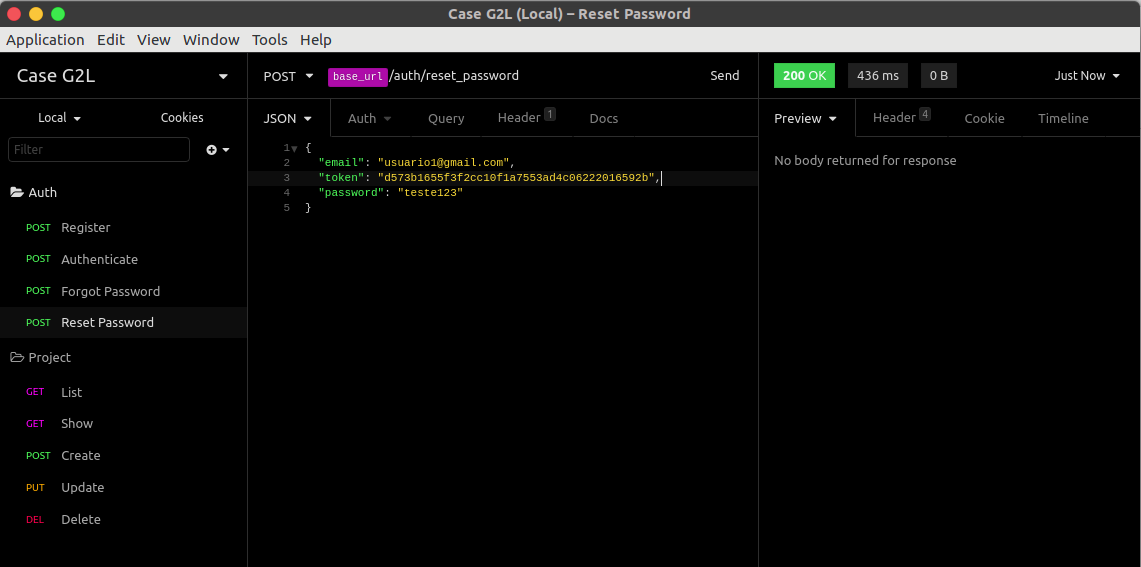 Case G2L (Local) – Reset Password
Application Edit View Window Tools Help
Case G2L
Local Cookies
Filter
Auth
POST Register
POST Authenticate
POST Forgot Password
POST Reset Password
Project
GET List
GET Show
POST Create
PUT Update
DEL Delete
POST base_url/auth/reset_password Send
JSON Auth Query Header 1 Docs
1 {
2 "email": "usuario1@gmail.com",
3 "token": "d573b1655f3f2cc10f1a7553ad4c06222016592b",
4 "password": "teste123"
5 }
200 OK 436 ms 0 B Just Now
Preview Header 4 Cookie Timeline
No body returned for response